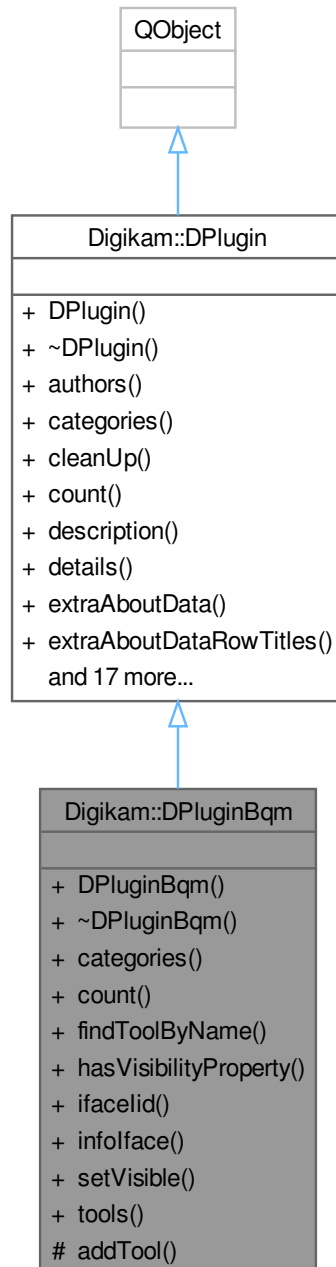 QObject
Digikam::DPlugin
+ DPlugin()
+ ~DPlugin()
+ authors()
+ categories()
+ cleanUp()
+ count()
+ description()
+ details()
+ extraAboutData()
+ extraAboutDataRowTitles()
and 17 more...
Digikam::DPluginBqm
+ DPluginBqm()
+ ~DPluginBqm()
+ categories()
+ count()
+ findToolByName()
+ hasVisibilityProperty()
+ ifaceIid()
+ infoIface()
+ setVisible()
+ tools()
# addTool()